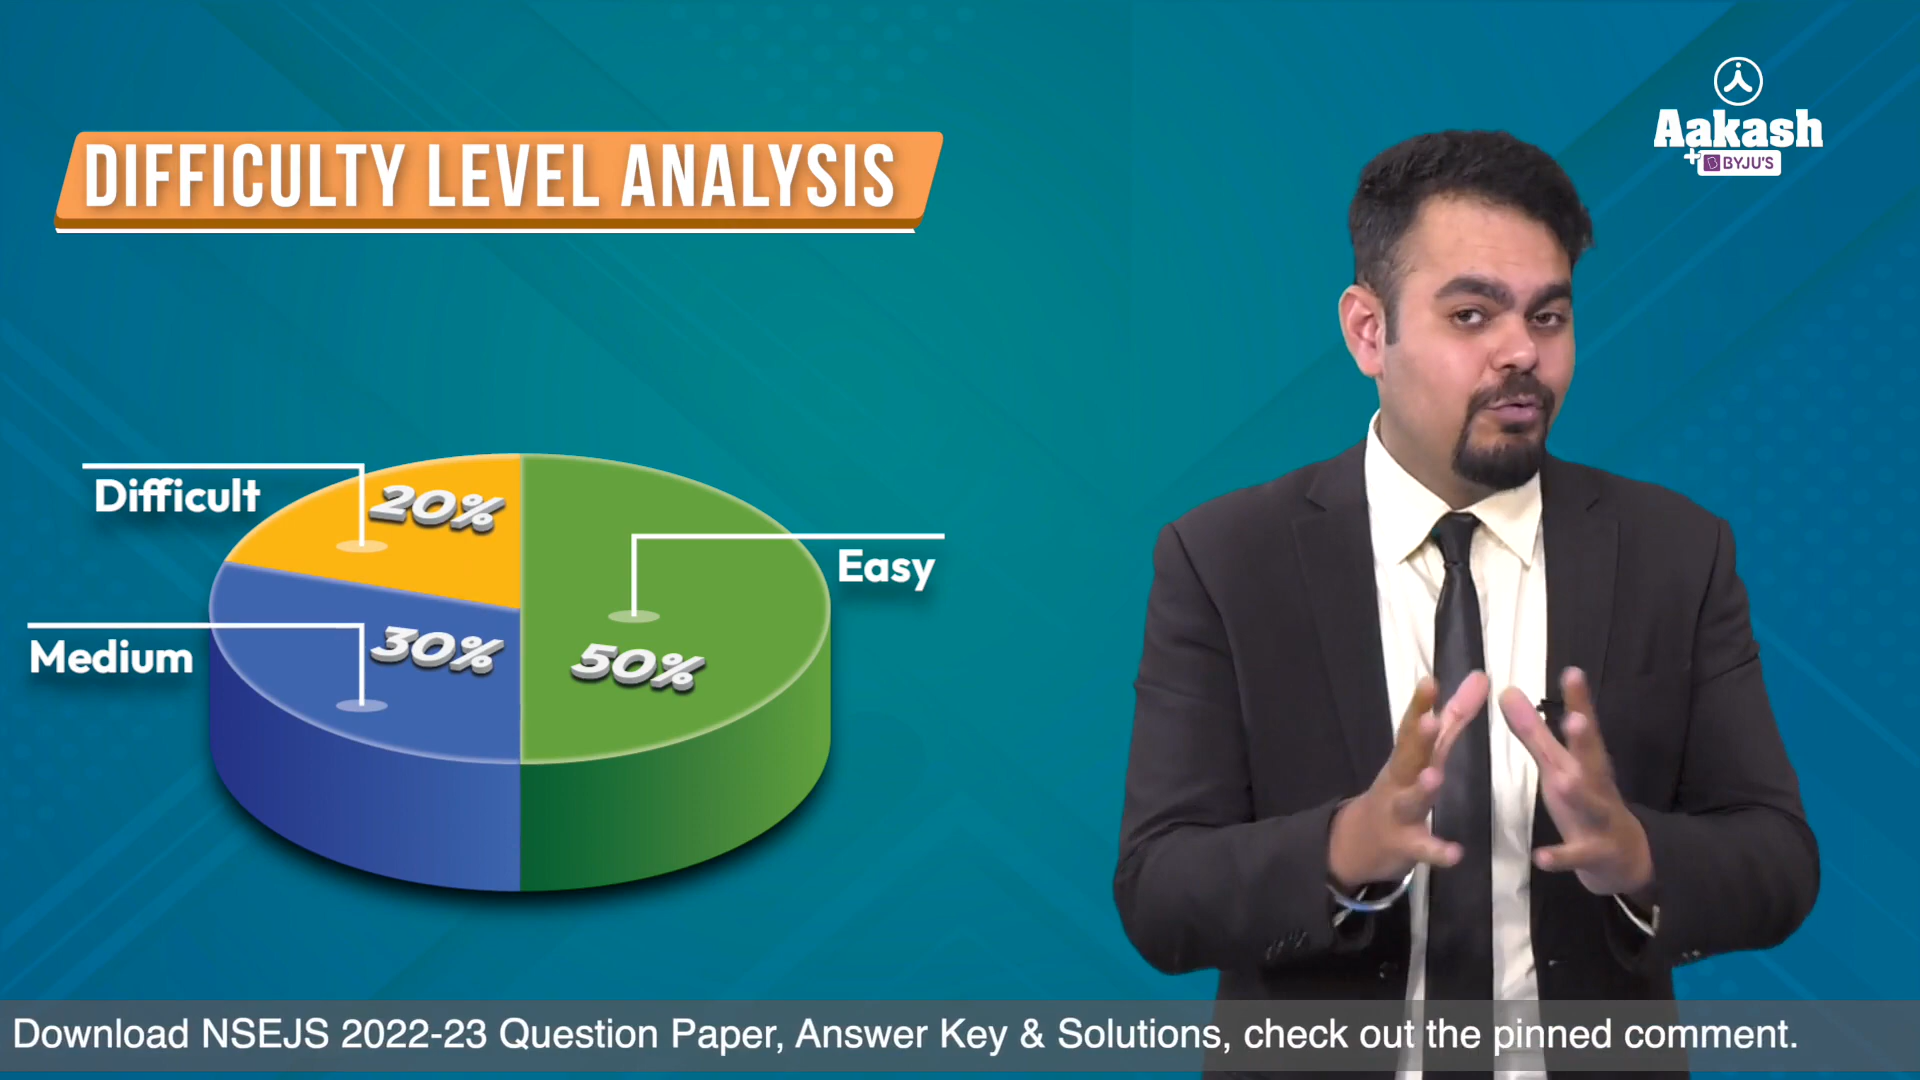 DIFFICULTY LEVEL ANALYSIS
Aakash
+ BYJU'S
Difficult
20%
Easy
Medium
30%
50%
Download NSEJS 2022-23 Question Paper, Answer Key & Solutions, check out the pinned comment.